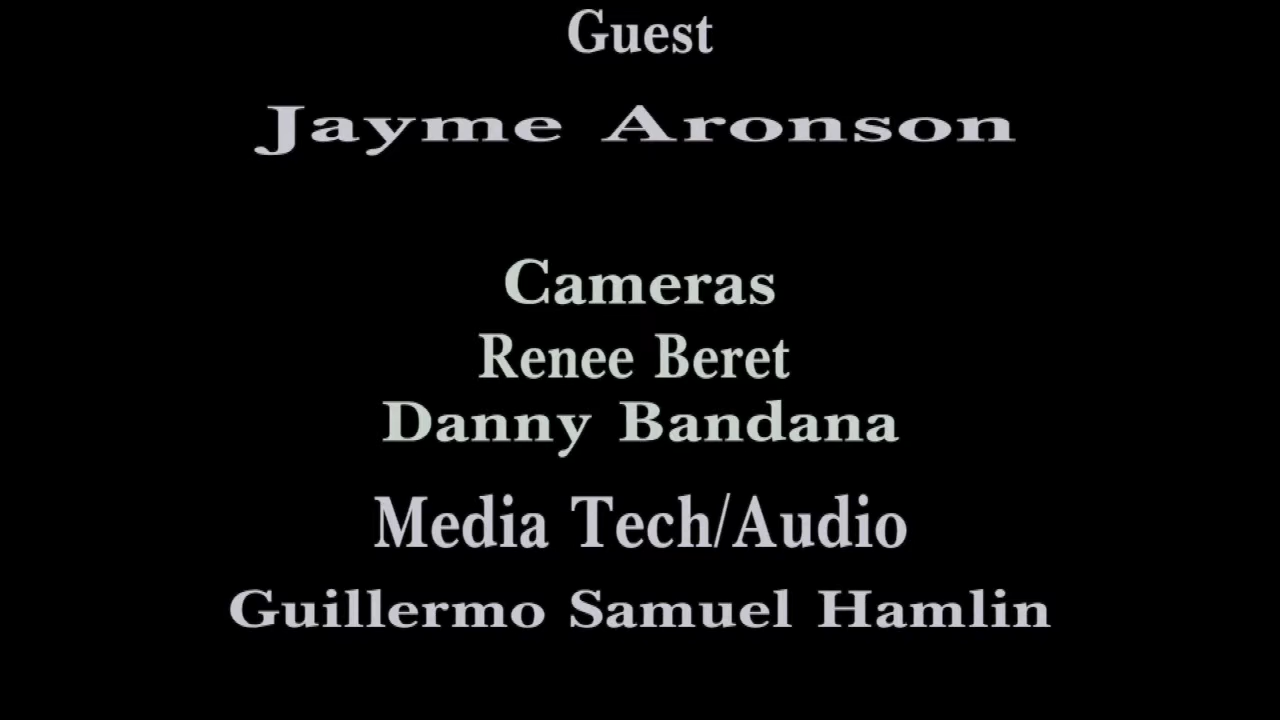 Guest
Jayme Aronson
Cameras
Renee Beret
Danny Bandana
Media Tech/Audio
Guillermo Samuel Hamlin